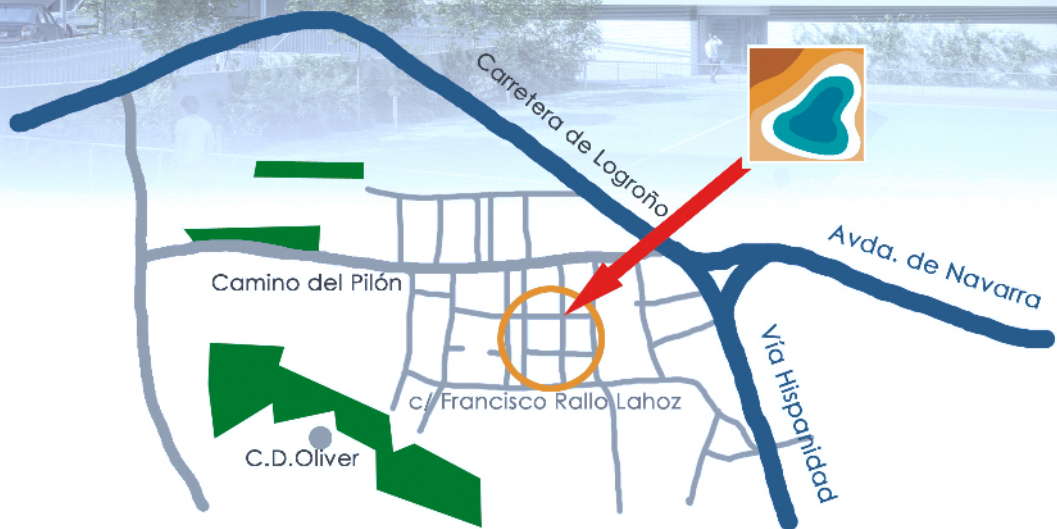 Carretera de Logroño
Avda. de Navarra
Camino del Pilón
Vía Hispanidad
c/ Francisco Rallo Lahoz
C.D.Oliver